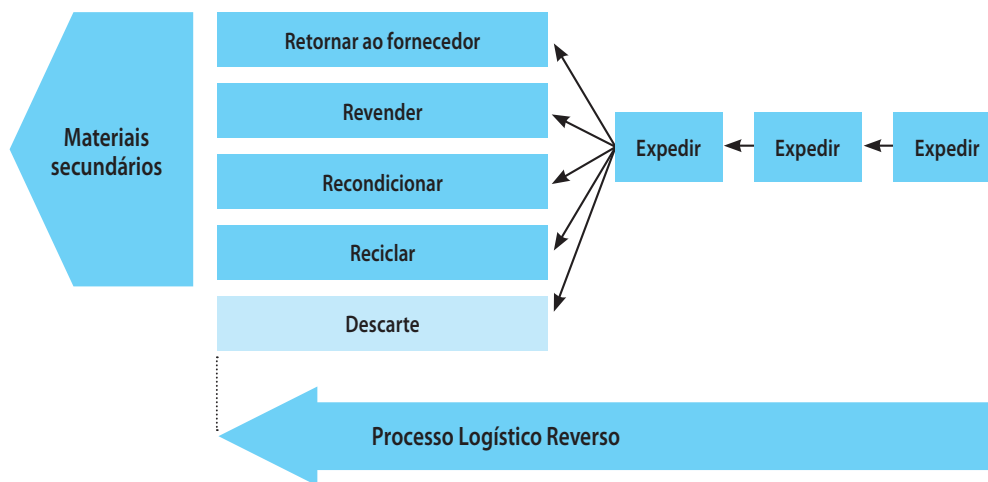 Retornar ao fornecedor
Revender
Materiais
secundários
Recondicionar
Reciclar
Descarte
Expedir
Expedir
Expedir
Processo Logístico Reverso